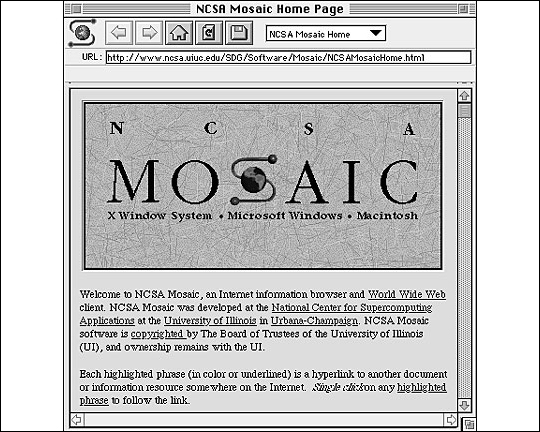 NCSA Mosaic Home Page
NCSA Mosaic Home
URL: http://www.ncsa.uiuc.edu/SDG/Software/Mosaic/NCSAMosaicHome.html
N C S A
MOSAIC
X Window System • Microsoft Windows • Macintosh
Welcome to NCSA Mosaic, an Internet information browser and World Wide Web
client. NCSA Mosaic was developed at the National Center for Supercomputing
Applications at the University of Illinois in Urbana-Champaign. NCSA Mosaic
software is copyrighted by The Board of Trustees of the University of Illinois
(UI), and ownership remains with the UI.
Each highlighted phrase (in color or underlined) is a hyperlink to another document
or information resource somewhere on the Internet. Single click on any highlighted
phrase to follow the link.